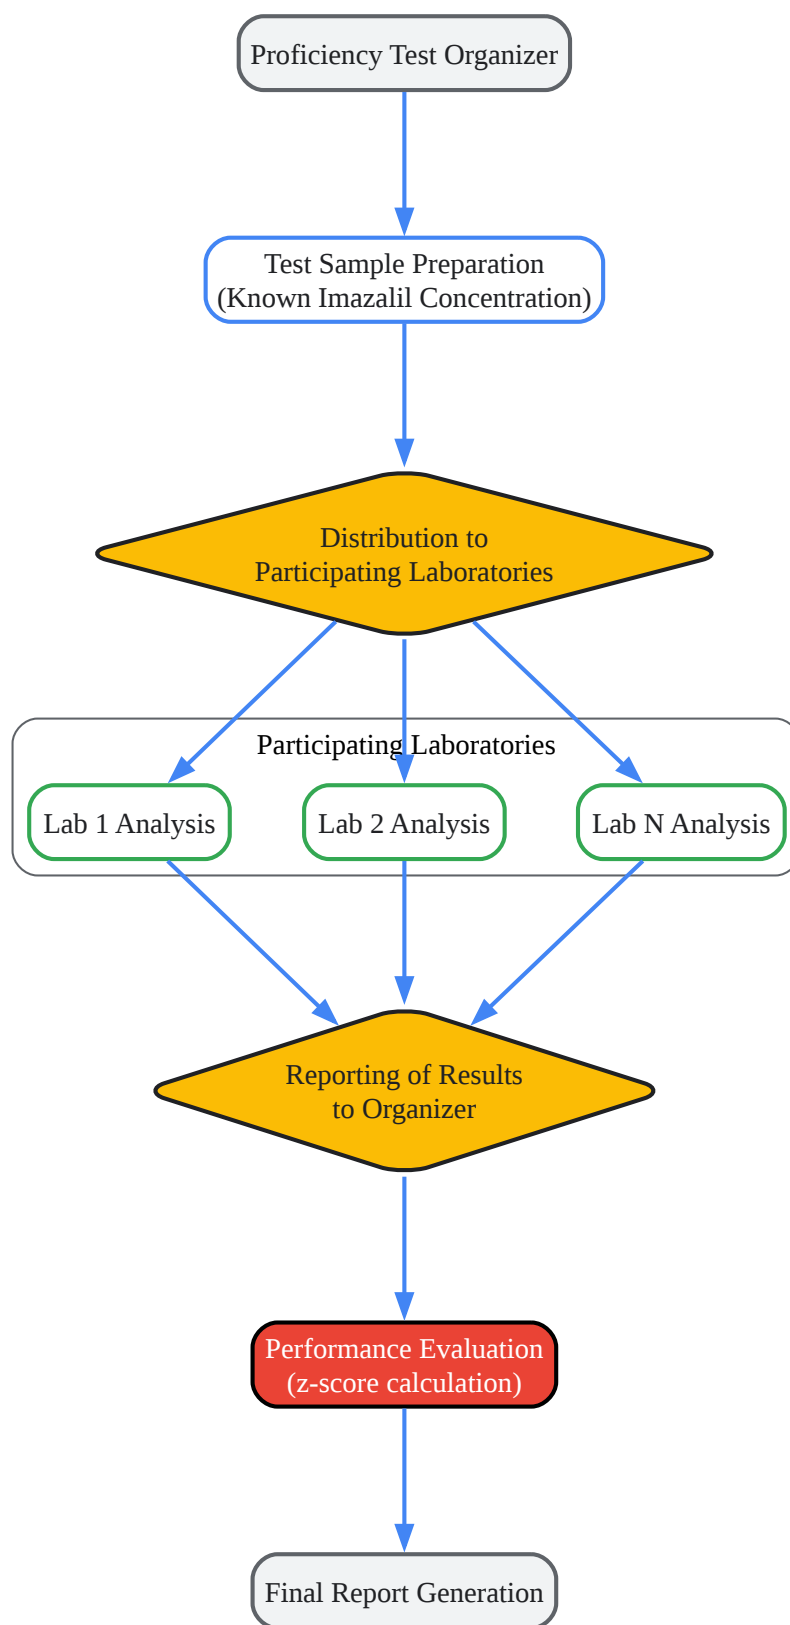 Proficiency Test Organizer
Test Sample Preparation
(Known Imazalil Concentration)
Distribution to
Participating Laboratories
Participating Laboratories
Lab 1 Analysis
Lab 2 Analysis
Lab N Analysis
Reporting of Results
to Organizer
Performance Evaluation
(z-score calculation)
Final Report Generation